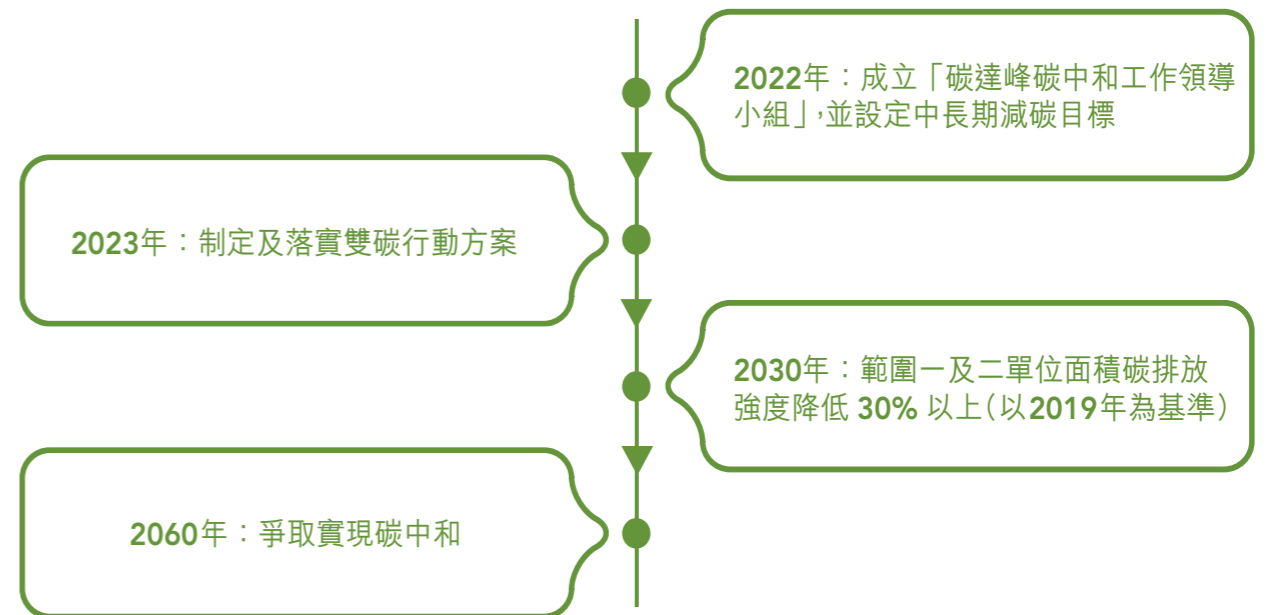 2022年：成立「碳達峰碳中和工作領導
小組」，並設定中長期減碳目標
2023年：制定及落實雙碳行動方案
2030年：範圍一及二單位面積碳排放
強度降低 30% 以上（以2019年為基準）
2060年：爭取實現碳中和